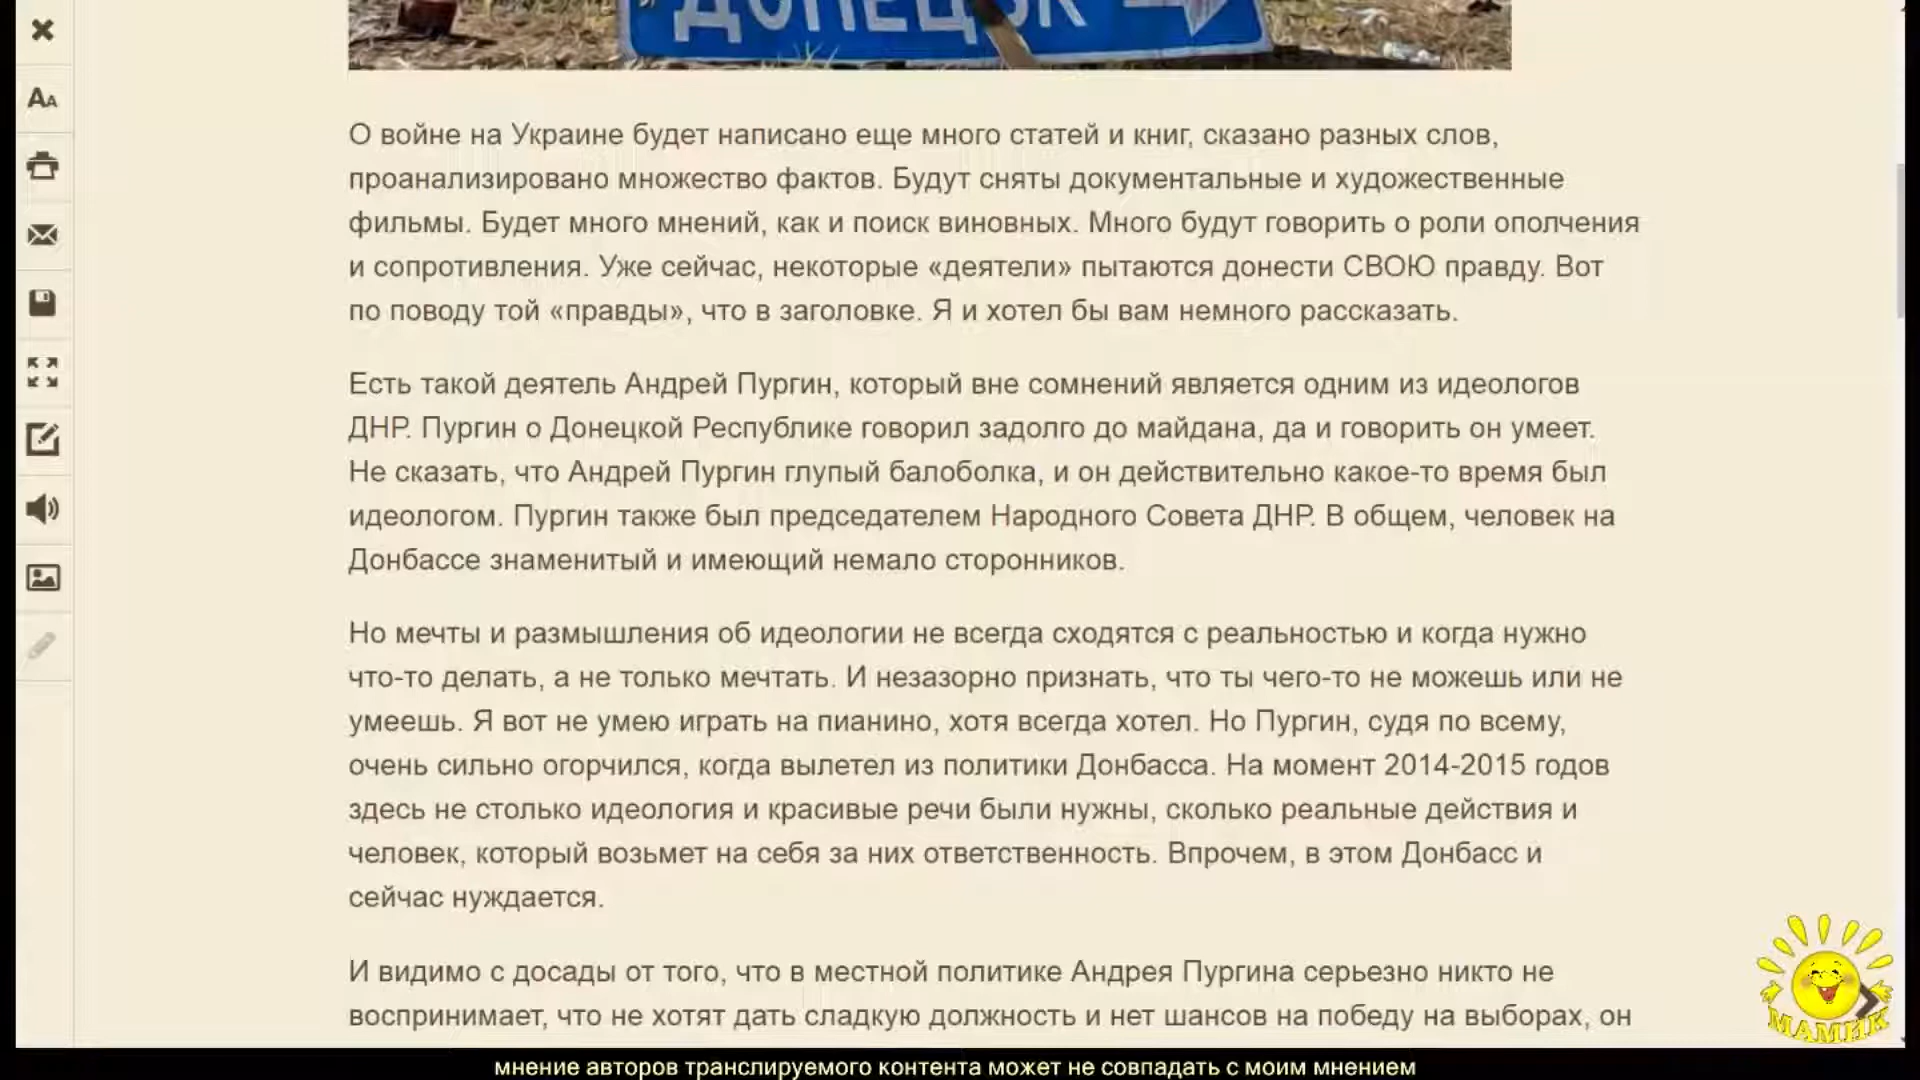 ДОНЕЦЬК
AA
О войне на Украине будет написано еще много статей и книг, сказано разных слов,
проанализировано множество фактов. Будут сняты документальные и художественные
фильмы. Будет много мнений, как и поиск виновных. Много будут говорить о роли ополчения
и сопротивления. Уже сейчас, некоторые «деятели» пытаются донести СВОЮ правду. Вот
по поводу той «правды», что в заголовке. Я и хотел бы вам немного рассказать.
Есть такой деятель Андрей Пургин, который вне сомнений является одним из идеологов
ДНР. Пургин о Донецкой Республике говорил задолго до майдана, да и говорить он умеет.
Не сказать, что Андрей Пургин глупый балоболка, и он действительно какое-то время был
идеологом. Пургин также был председателем Народного Совета ДНР. В общем, человек на
Донбассе знаменитый и имеющий немало сторонников.
Но мечты и размышления об идеологии не всегда сходятся с реальностью и когда нужно
что-то делать, а не только мечтать. И незазорно признать, что ты чего-то не можешь или не
умеешь. Я вот не умею играть на пианино, хотя всегда хотел. Но Пургин, судя по всему,
очень сильно огорчился, когда вылетел из политики Донбасса. На момент 2014-2015 годов
здесь не столько идеология и красивые речи были нужны, сколько реальные действия и
человек, который возьмет на себя за них ответственность. Впрочем, в этом Донбасс и
сейчас нуждается.
И видимо с досады от того, что в местной политике Андрея Пургина серьезно никто не
воспринимает, что не хотят дать сладкую должность и нет шансов на победу на выборах, он
МАМИК
мнение авторов транслируемого контента может не совпадать с моим мнением